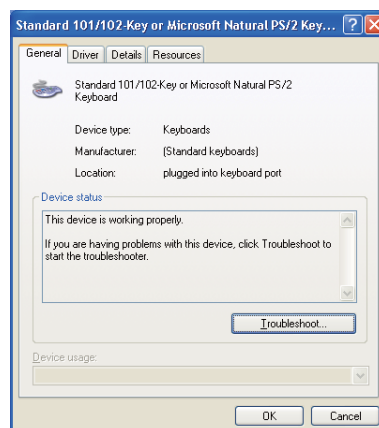 Standard 101/102-Key or Microsoft Natural PS/2 Key...
General Driver Details Resources
Standard 101/102-Key or Microsoft Natural PS/2
Keyboard
Device type: Keyboards
Manufacturer: (Standard keyboards)
Location: plugged into keyboard port
Device status
This device is working properly.
If you are having problems with this device, click Troubleshoot to
start the troubleshooter.
Troubleshoot...
Device usage:
OK Cancel